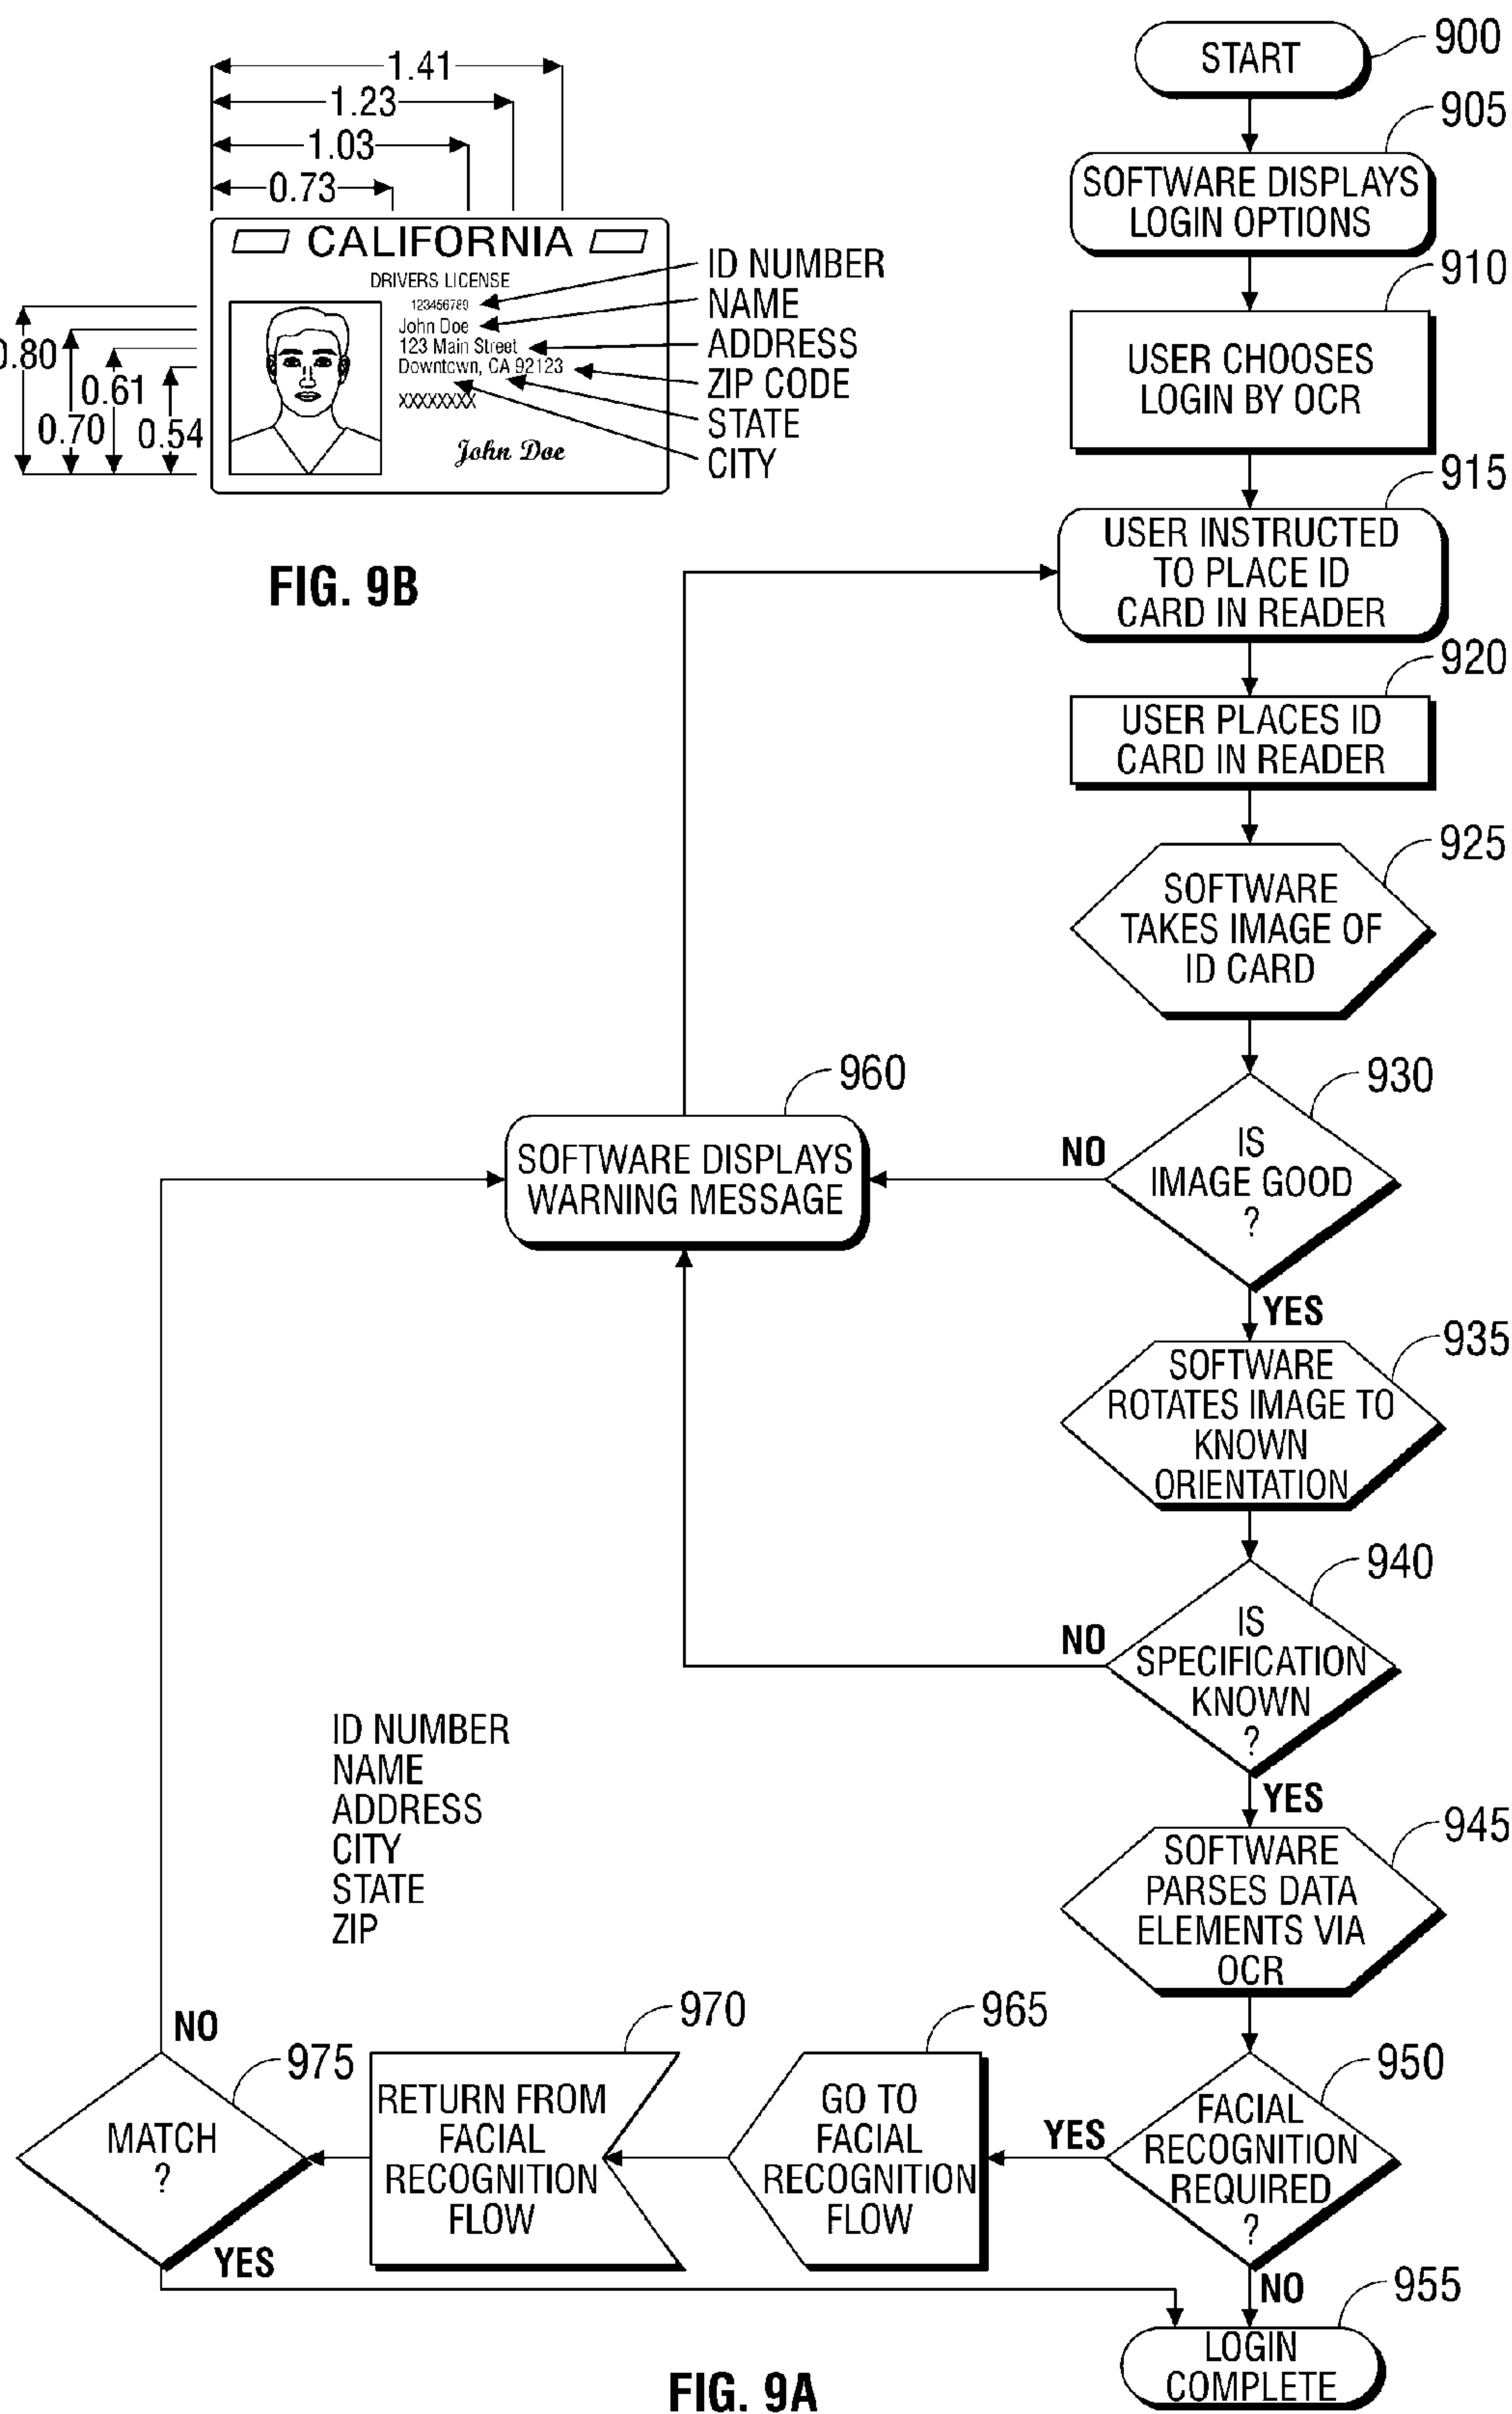 1.41
1.23
1.03
0.73
CALIFORNIA
DRIVERS LICENSE
123456789
John Doe
123 Main Street
Downtown, CA 92123
XXXXXXXX
John Doe
ID NUMBER
NAME
ADDRESS
ZIP CODE
STATE
CITY
0.80
0.61
0.70
0.54
FIG. 9B
START
900
SOFTWARE DISPLAYS
LOGIN OPTIONS
905
USER CHOOSES
LOGIN BY OCR
910
USER INSTRUCTED
TO PLACE ID
CARD IN READER
915
USER PLACES ID
CARD IN READER
920
SOFTWARE
TAKES IMAGE OF
ID CARD
925
IS
IMAGE GOOD
?
930
NO
YES
SOFTWARE DISPLAYS
WARNING MESSAGE
960
SOFTWARE
ROTATES IMAGE TO
KNOWN
ORIENTATION
935
IS
SPECIFICATION
KNOWN
?
940
NO
YES
ID NUMBER
NAME
ADDRESS
CITY
STATE
ZIP
SOFTWARE
PARSES DATA
ELEMENTS VIA
OCR
945
FACIAL
RECOGNITION
REQUIRED
?
950
YES
NO
GO TO
FACIAL
RECOGNITION
FLOW
965
RETURN FROM
FACIAL
RECOGNITION
FLOW
970
MATCH
?
975
NO
YES
LOGIN
COMPLETE
955
FIG. 9A